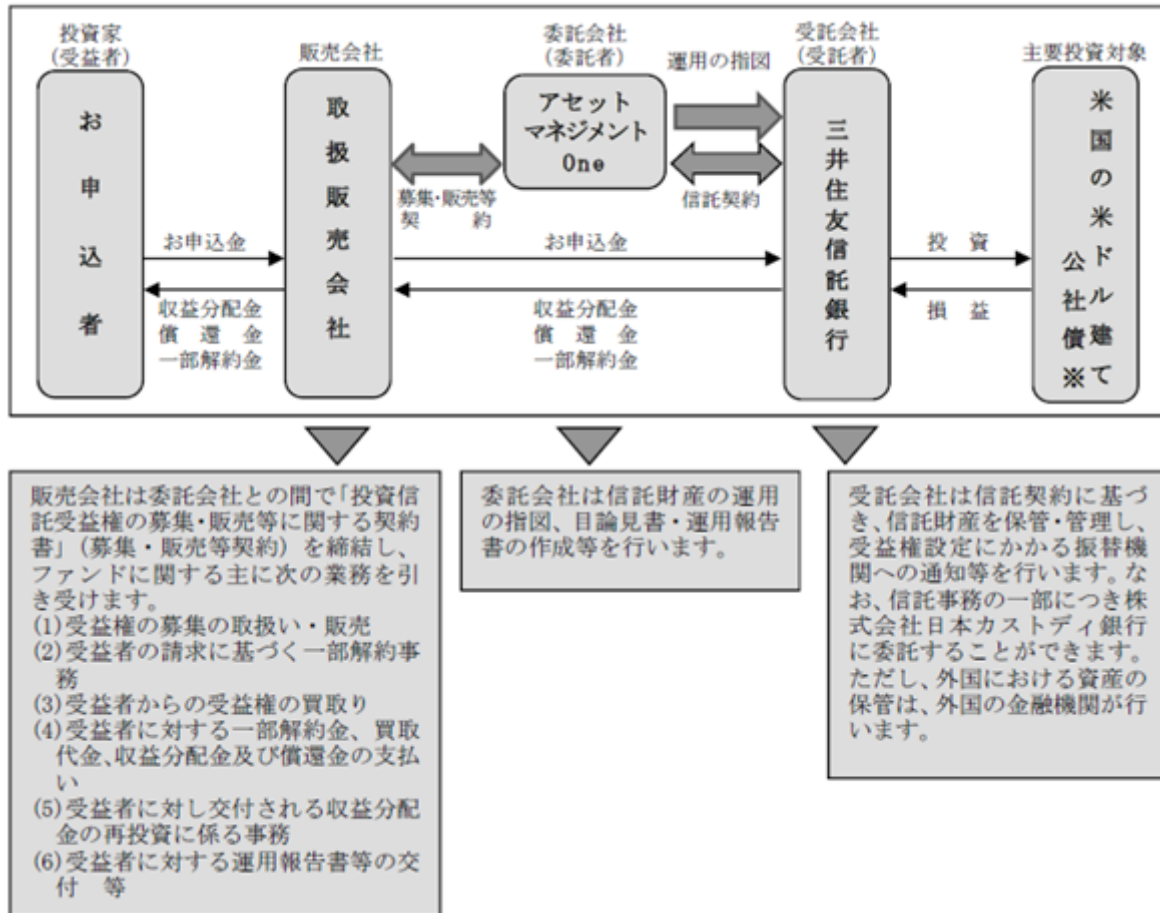 投資家
(受益者)
お申込者
販売会社
取扱販売会社
委託会社
(委託者)
アセット
マネジメント
One
運用の指図
受託会社
(受託者)
三井住友信託銀行
主要投資対象
米国の米ドル建て
公社債※
募集・販売等
契　約
信託契約
お申込金
収益分配金
償　還　金
一部解約金
お申込金
収益分配金
償　還　金
一部解約金
投　資
損　益
販売会社は委託会社との間で「投資信
託受益権の募集・販売等に関する契約
書」（募集・販売等契約）を締結し、
ファンドに関する主に次の業務を引
き受けます。
(1)受益権の募集の取扱い・販売
(2)受益者の請求に基づく一部解約事
務
(3)受益者からの受益権の買取り
(4)受益者に対する一部解約金、買取
代金、収益分配金及び償還金の支払
い
(5)受益者に対し交付される収益分配
金の再投資に係る事務
(6)受益者に対する運用報告書等の交
付　等
委託会社は信託財産の運用
の指図、目論見書・運用報告
書の作成等を行います。
受託会社は信託契約に基づ
き、信託財産を保管・管理し、
受益権設定にかかる振替機
関への通知等を行います。な
お、信託事務の一部につき株
式会社日本カストディ銀行
に委託することができます。
ただし、外国における資産の
保管は、外国の金融機関が行
います。